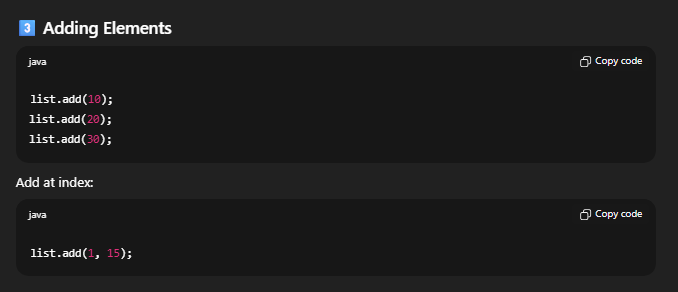 3 Adding Elements
java
Copy code
list.add(10);
list.add(20);
list.add(30);
Add at index:
java
Copy code
list.add(1, 15);